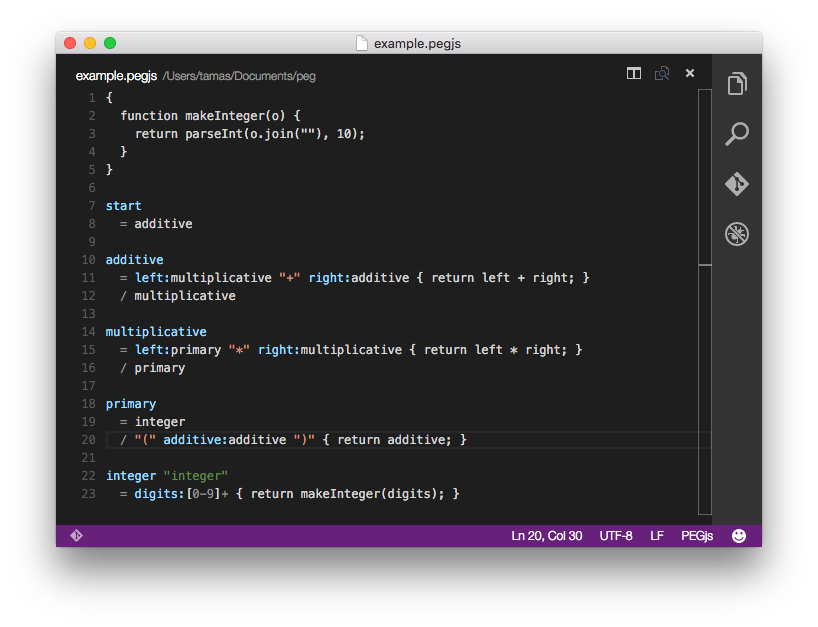 example.pegjs
example.pegjs /Users/tamas/Documents/peg
1 {
2   function makeInteger(o) {
3     return parseInt(o.join(""), 10);
4   }
5 }
6
7 start
8   = additive
9
10 additive
11   = left:multiplicative "+" right:additive { return left + right; }
12   / multiplicative
13
14 multiplicative
15   = left:primary "*" right:multiplicative { return left * right; }
16   / primary
17
18 primary
19   = integer
20   / "(" additive:additive ")" { return additive; }
21
22 integer "integer"
23   = digits:[0-9]+ { return makeInteger(digits); }
Ln 20, Col 30 UTF-8 LF PEGjs